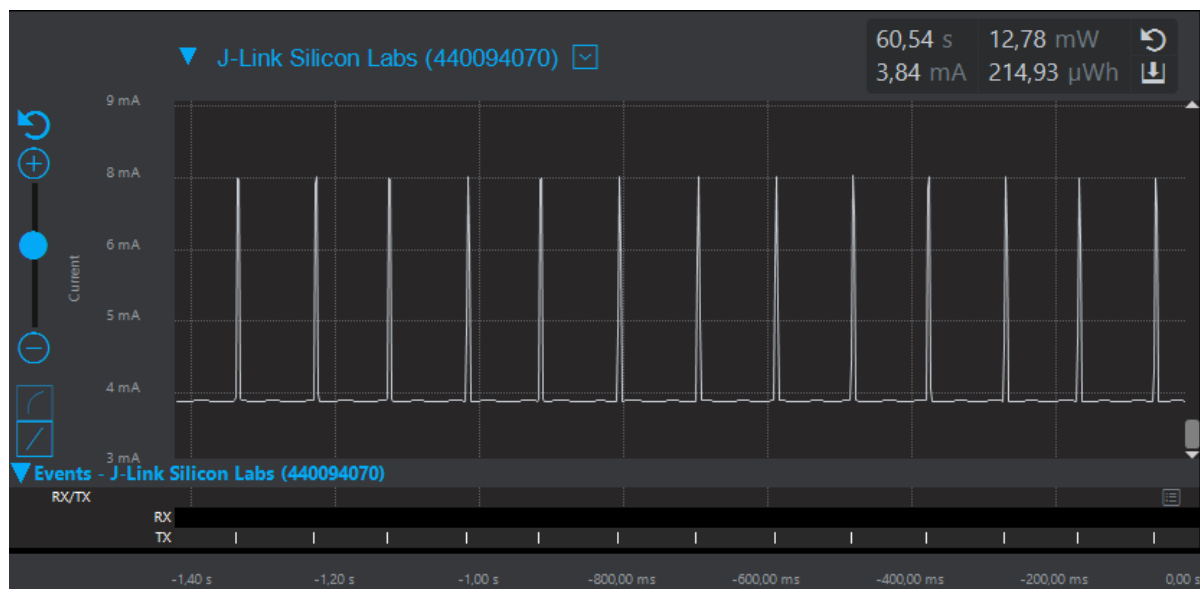 J-Link Silicon Labs (440094070)
60,54 s 12,78 mW
3,84 mA 214,93 µWh
9 mA
8 mA
6 mA
5 mA
4 mA
3 mA
Current
Events - J-Link Silicon Labs (440094070)
RX/TX
RX
TX
-1,40 s -1,20 s -1,00 s -800,00 ms -600,00 ms -400,00 ms -200,00 ms 0,00 s